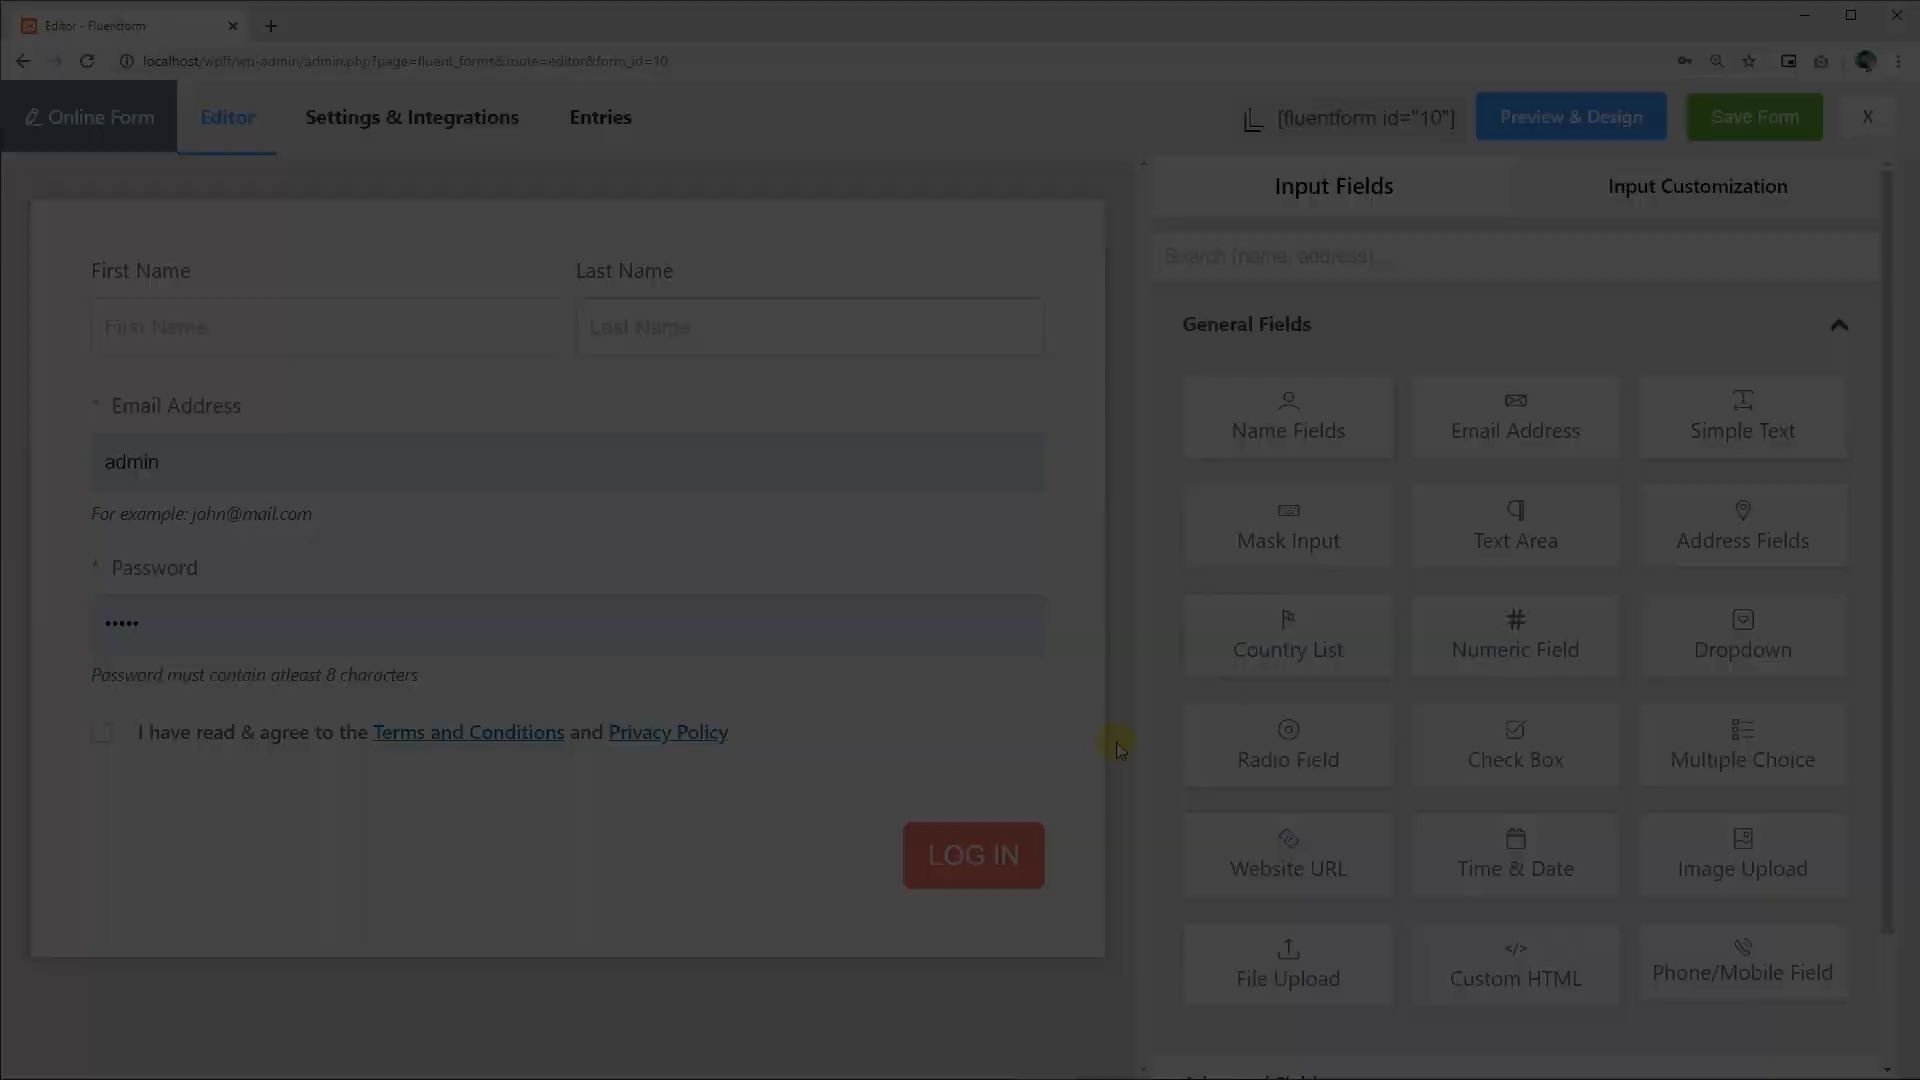 Editor - Fluentform
localhost/wpff/wp-admin/admin.php?page=fluent_forms&route=editor&form_id=10
Online Form
Editor
Settings & Integrations
Entries
[fluentform id="10"]
Preview & Design
Save Form
X
Input Fields
Input Customization
Search (name, address)...
First Name
Last Name
First Name
Last Name
* Email Address
admin
For example: john@mail.com
* Password
•••••
Password must contain atleast 8 characters
I have read & agree to the Terms and Conditions and Privacy Policy
LOG IN
General Fields
Name Fields
Email Address
Simple Text
Mask Input
Text Area
Address Fields
Country List
Numeric Field
Dropdown
Radio Field
Check Box
Multiple Choice
Website URL
Time & Date
Image Upload
File Upload
Custom HTML
Phone/Mobile Field